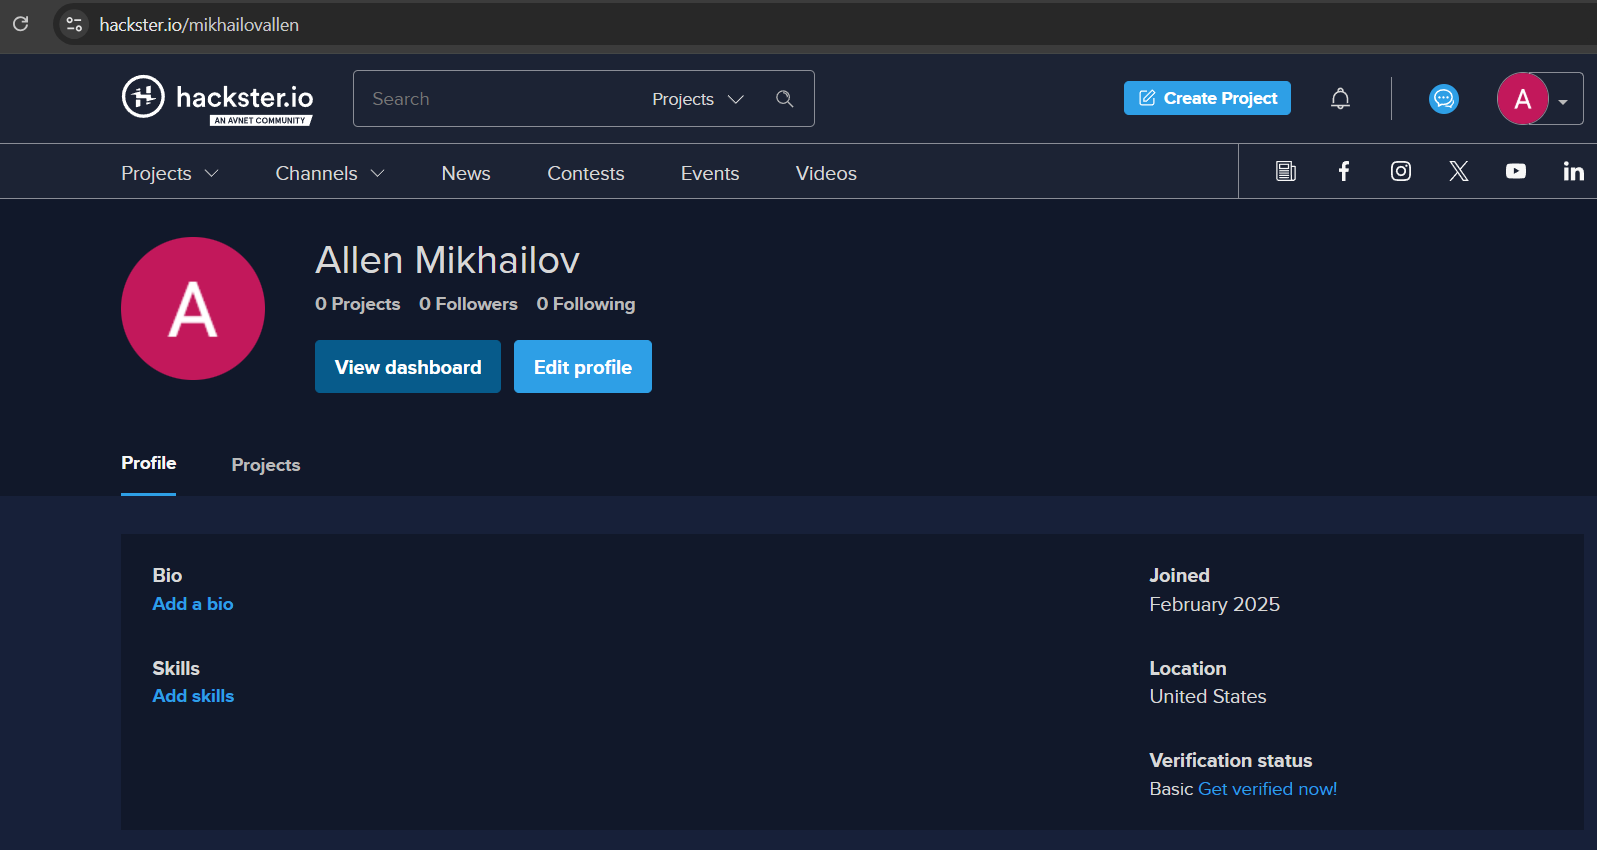 hackster.io/mikhailovallen
hackster.io
AN AVNET COMMUNITY
Search Projects
Create Project
A
Projects Channels News Contests Events Videos
A
Allen Mikhailov
0 Projects 0 Followers 0 Following
View dashboard Edit profile
Profile Projects
Bio
Add a bio
Skills
Add skills
Joined
February 2025
Location
United States
Verification status
Basic Get verified now!